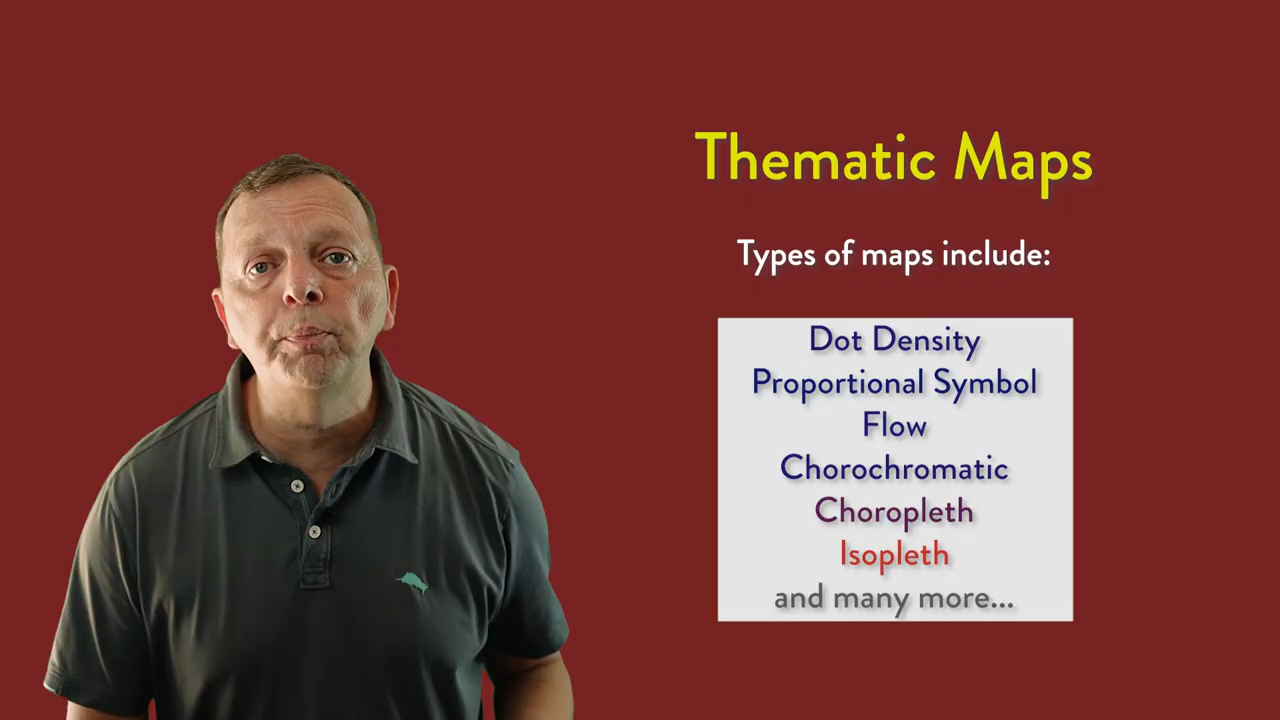 Thematic Maps
Types of maps include:
Dot Density
Proportional Symbol
Flow
Chorochromatic
Choropleth
Isopleth
and many more...